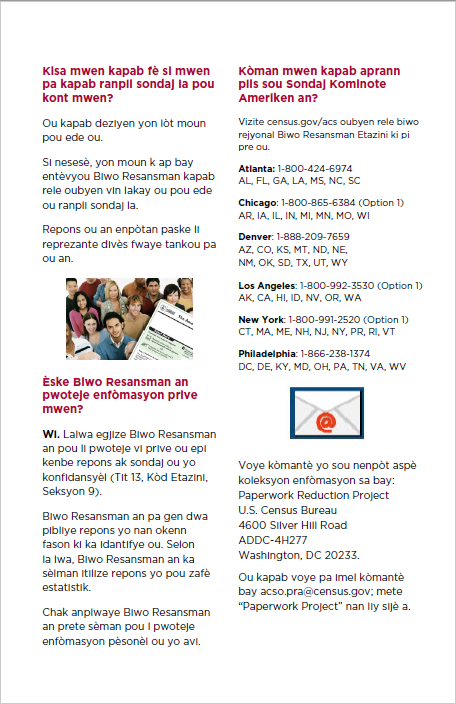 Kisa mwen kapab fè si mwen
pa kapab ranpli sondaj la pou
kont mwen?
Ou kapab deziyen yon lòt moun
pou ede ou.
Si nesesè, yon moun k ap bay
entèvyou Biwo Resansman kapab
rele oubyen vin lakay ou pou ede
ou ranpli sondaj la.
Repons ou an enpòtan paske li
reprezante divès fwaye tankou pa
ou an.
Èske Biwo Resansman an
pwoteje enfòmasyon prive
mwen?
Wi. Lalwa egjize Biwo Resansman
an pou li pwoteje vi prive ou epi
kenbe repons ak sondaj ou yo
konfidansyèl (Tit 13, Kòd Etazini,
Seksyon 9).
Biwo Resansman an pa gen dwa
pibliye repons yo nan okenn
fason ki ka idantifye ou. Selon
la lwa, Biwo Resansman an ka
sèlman itilize repons yo pou zafè
estatistik.
Chak anplwaye Biwo Resansman
an prete sèman pou l pwoteje
enfòmasyon pèsonèl ou yo avi.
Kòman mwen kapab aprann
plis sou Sondaj Kominote
Ameriken an?
Vizite census.gov/acs oubyen rele biwo
rejyonal Biwo Resansman Etazini ki pi
pre ou.
Atlanta: 1-800-424-6974
AL, FL, GA, LA, MS, NC, SC
Chicago: 1-800-865-6384 (Option 1)
AR, IA, IL, IN, MI, MN, MO, WI
Denver: 1-888-209-7659
AZ, CO, KS, MT, ND, NE,
NM, OK, SD, TX, UT, WY
Los Angeles: 1-800-992-3530 (Option 1)
AK, CA, HI, ID, NV, OR, WA
New York: 1-800-991-2520 (Option 1)
CT, MA, ME, NH, NJ, NY, PR, RI, VT
Philadelphia: 1-866-238-1374
DC, DE, KY, MD, OH, PA, TN, VA, WV
@
Voye kòmantè yo sou nenpòt aspè
koleksyon enfòmasyon sa bay:
Paperwork Reduction Project
U.S. Census Bureau
4600 Silver Hill Road
ADDC-4H277
Washington, DC 20233.
Ou kapab voye pa imel kòmantè
bay acso.pra@census.gov; mete
“Paperwork Project” nan liy sijè a.